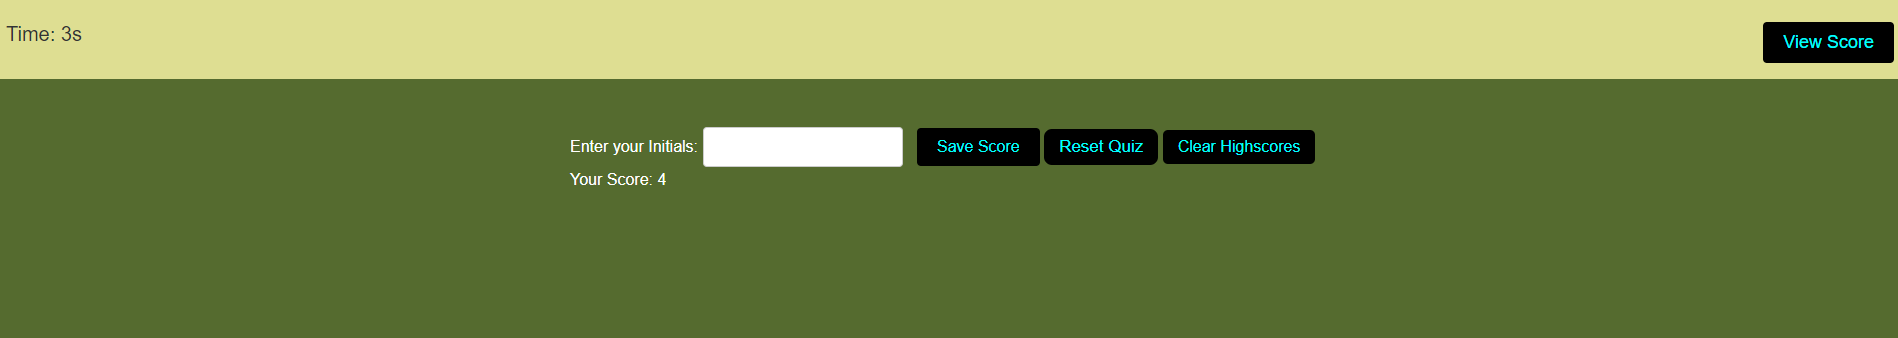 Time: 3s
View Score
Enter your Initials:
Save Score
Reset Quiz
Clear Highscores
Your Score: 4